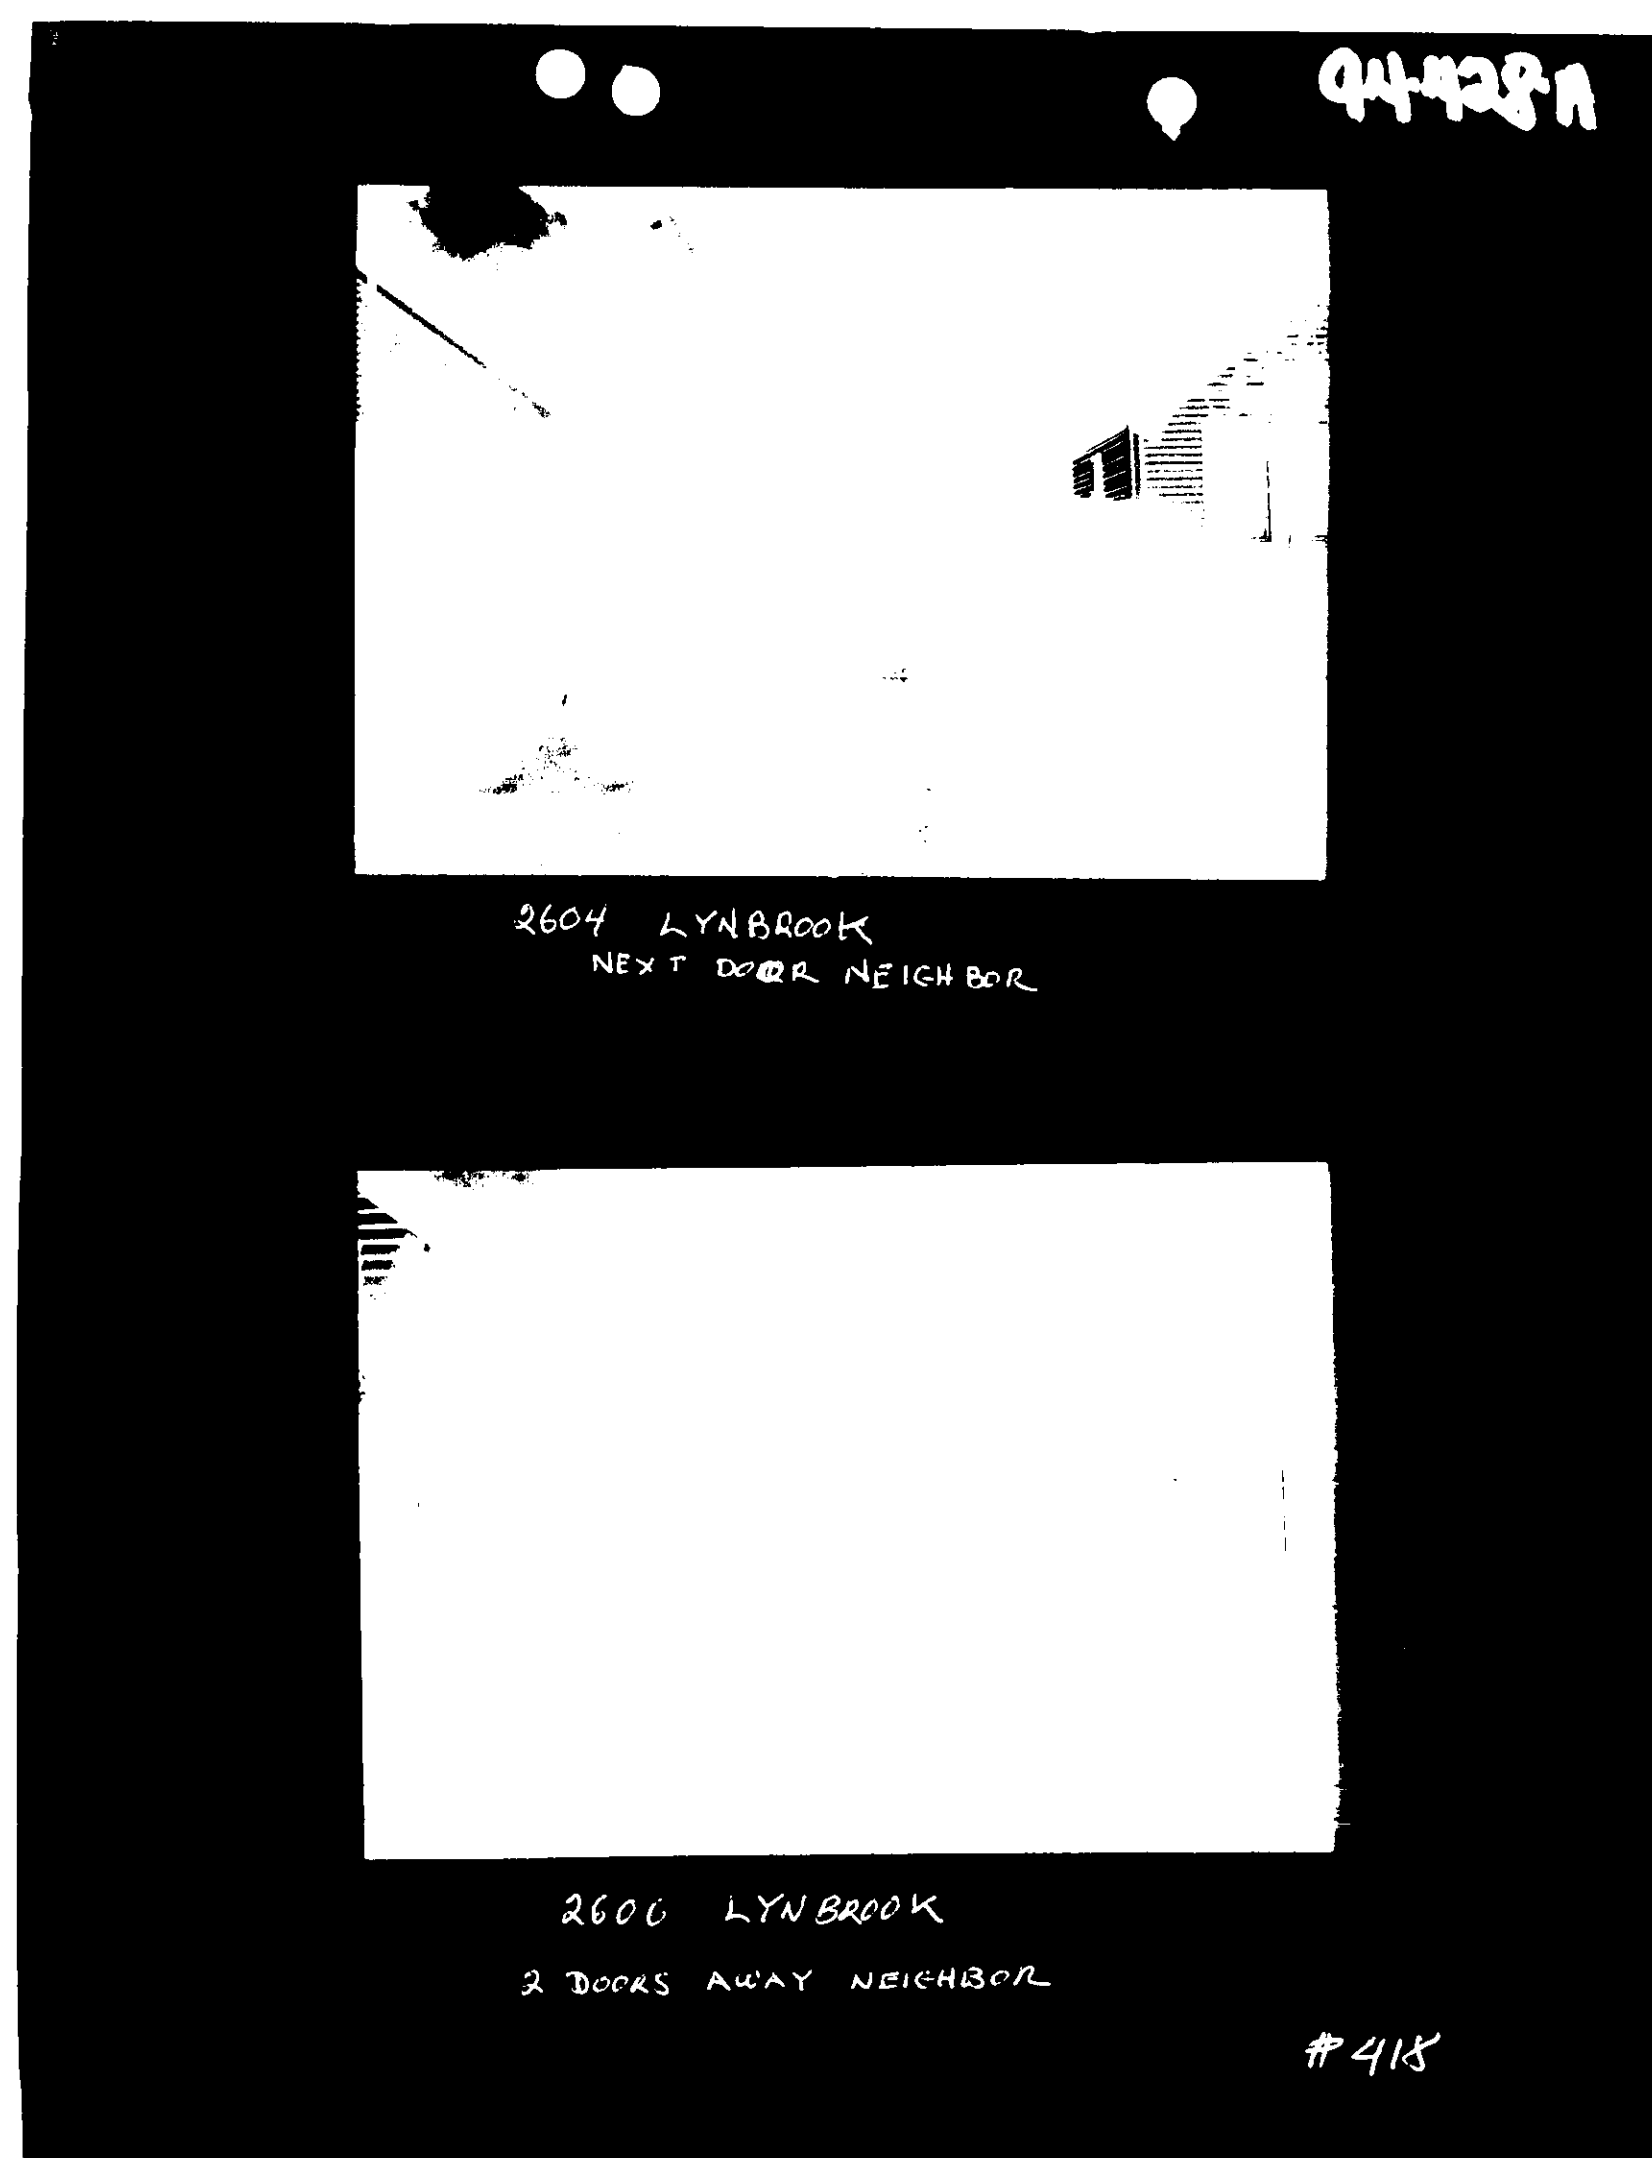 94-428-A
2604 LYNBROOK
NEXT DOOR NEIGHBOR
2606 LYNBROOK
2 DOORS AWAY NEIGHBOR
#418